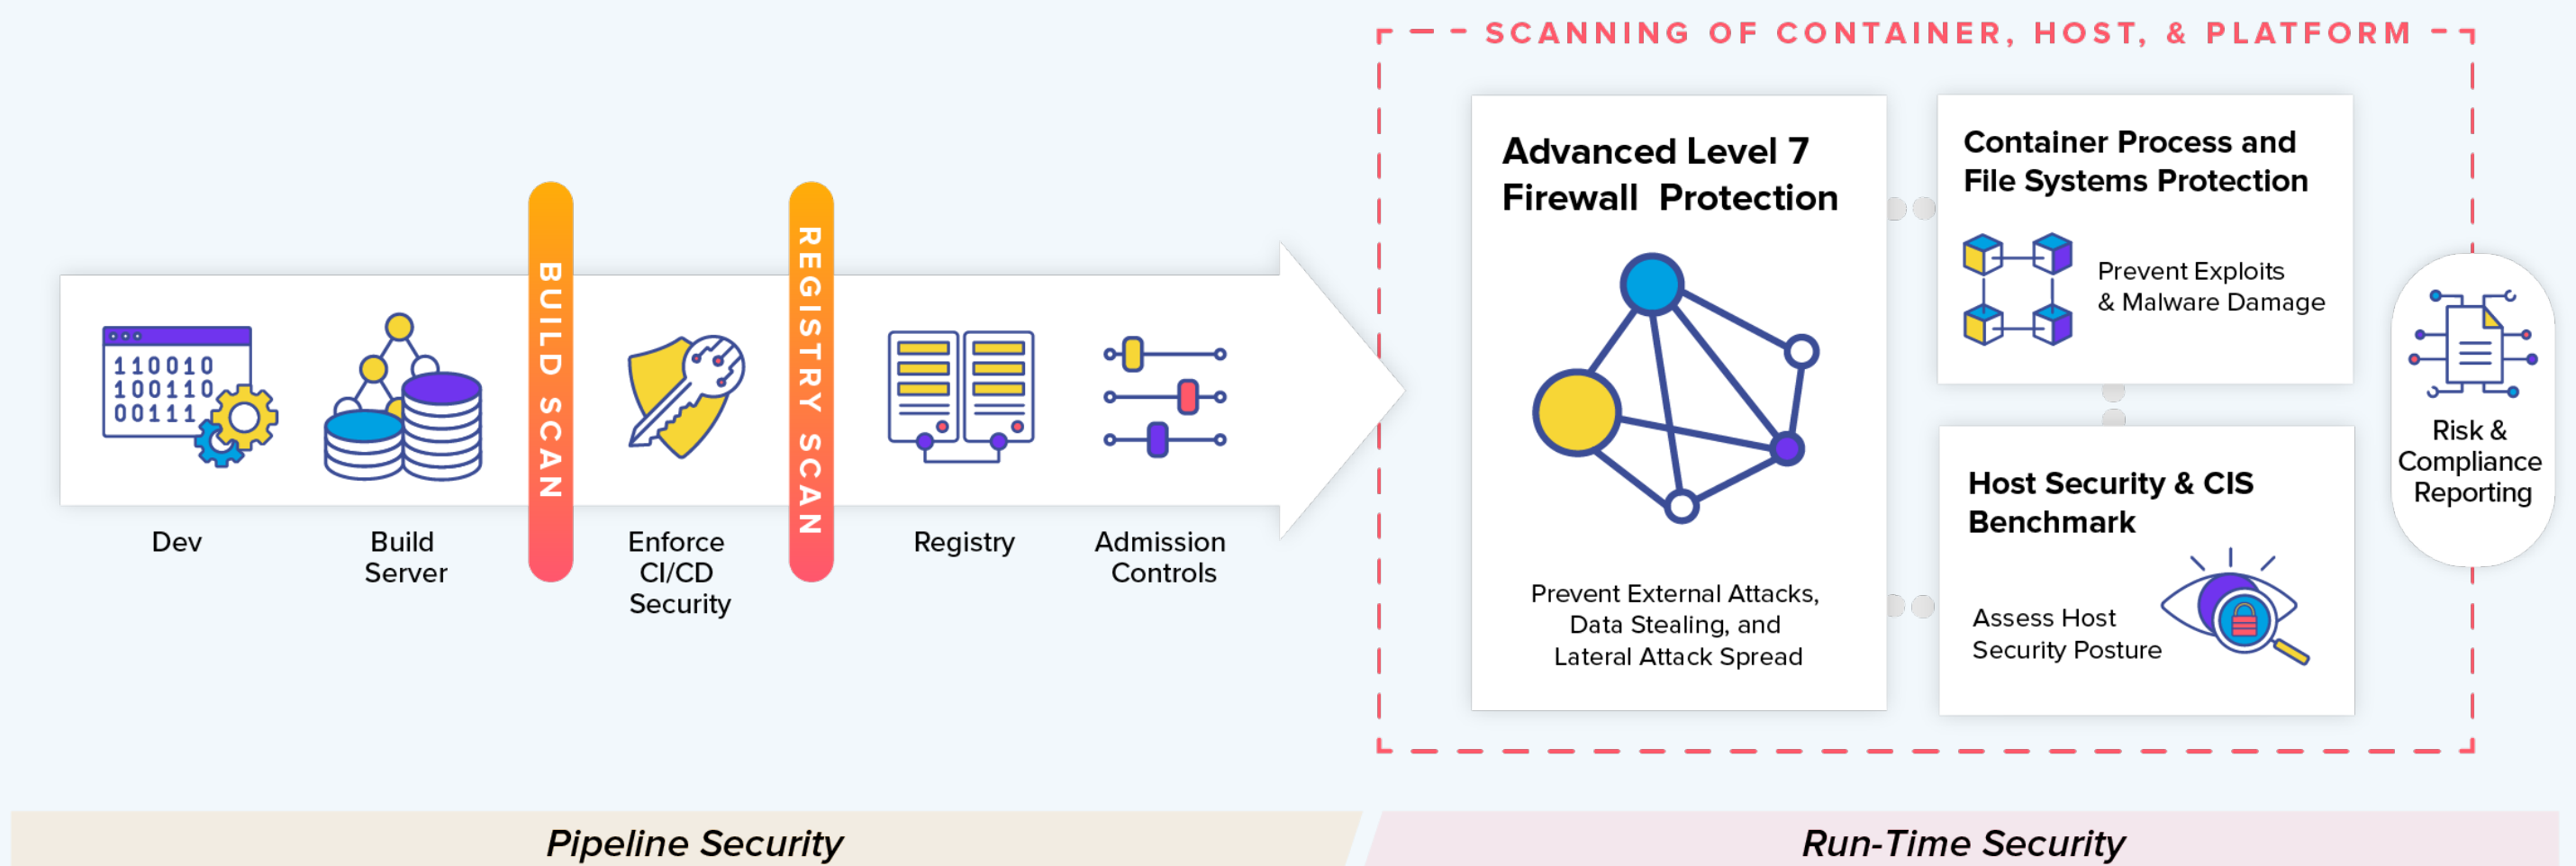 SCANNING OF CONTAINER, HOST, & PLATFORM
110010
100110
00111
Dev
Build
Server
BUILD SCAN
Enforce
CI/CD
Security
REGISTRY SCAN
Registry
Admission
Controls
Advanced Level 7
Firewall Protection
Prevent External Attacks,
Data Stealing, and
Lateral Attack Spread
Container Process and
File Systems Protection
Prevent Exploits
& Malware Damage
Host Security & CIS
Benchmark
Assess Host
Security Posture
Risk &
Compliance
Reporting
Pipeline Security
Run-Time Security